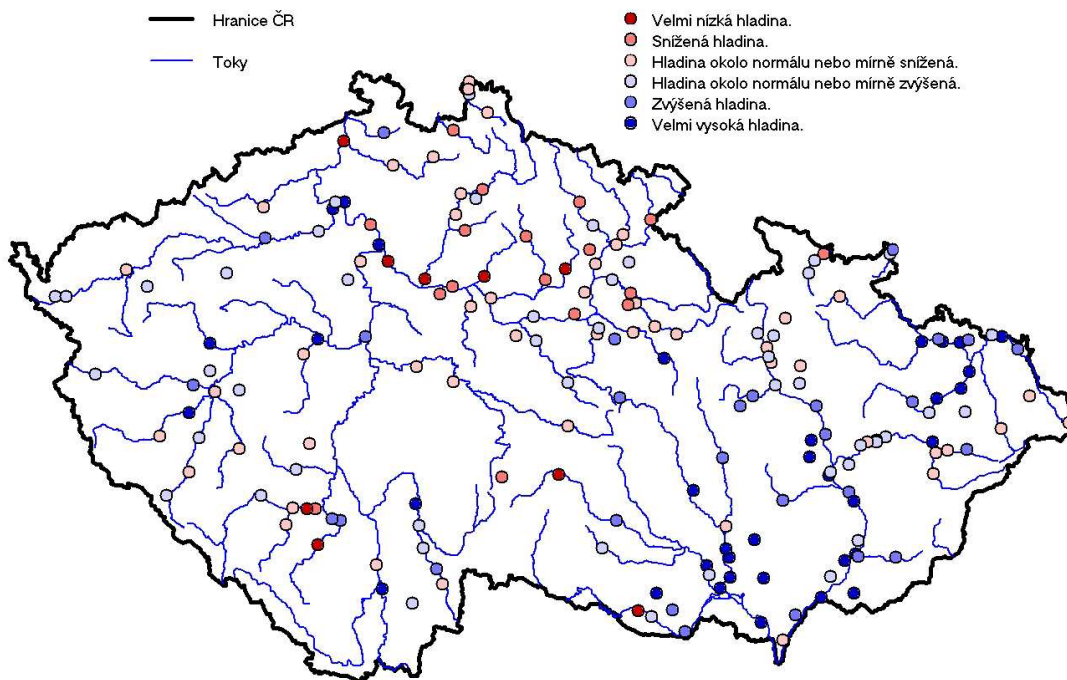 Hranice ČR
Toky
Velmi nízká hladina.
Snížená hladina.
Hladina okolo normálu nebo mírně snížená.
Hladina okolo normálu nebo mírně zvýšená.
Zvýšená hladina.
Velmi vysoká hladina.